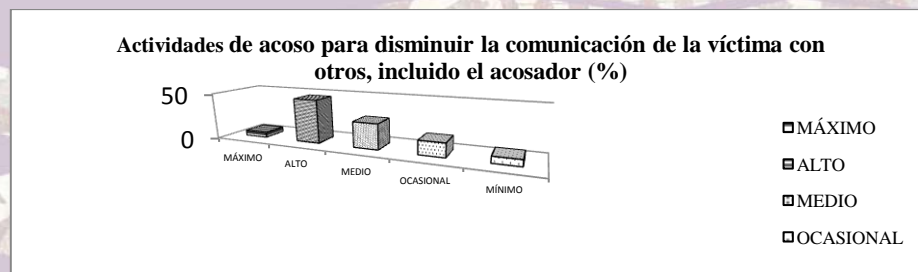 Actividades de acoso para disminuir la comunicación de la víctima con
otros, incluido el acosador (%)
50
0
MÁXIMO
ALTO
MEDIO
OCASIONAL
MÍNIMO
MÁXIMO
ALTO
MEDIO
OCASIONAL